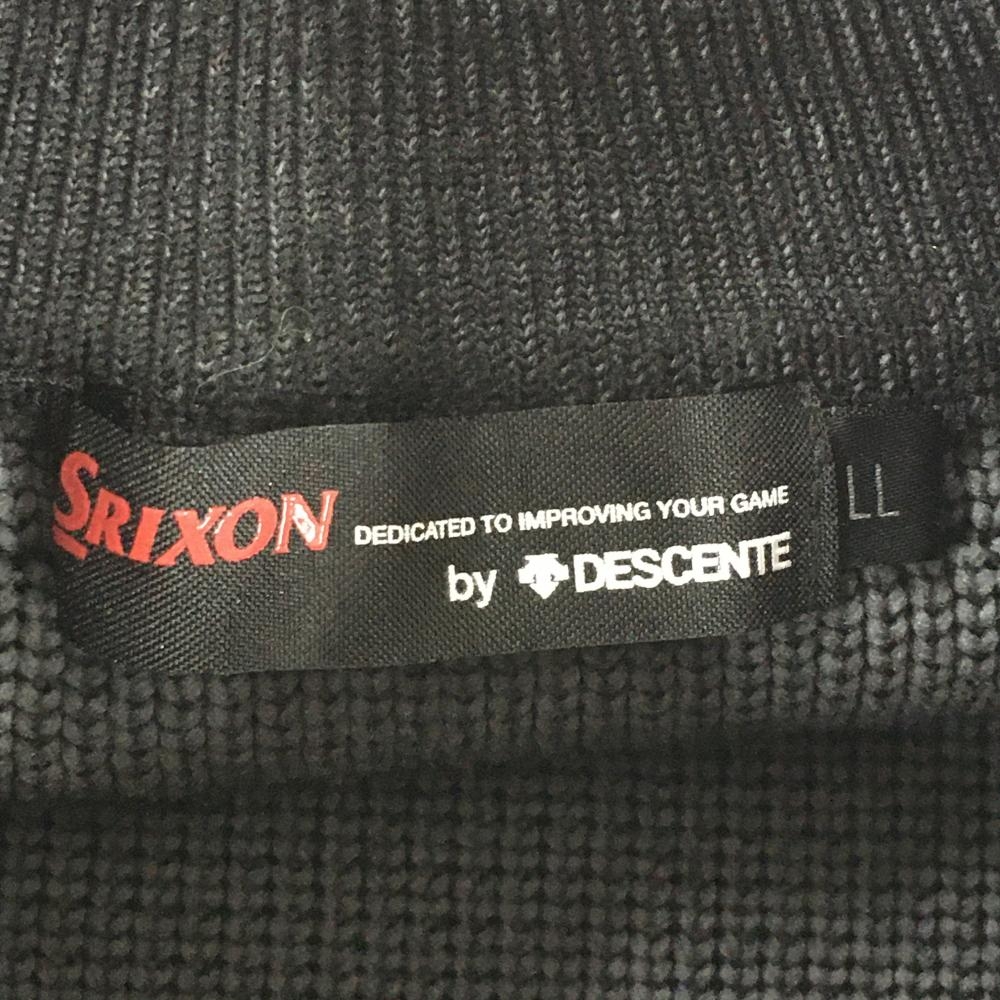 SRIXON DEDICATED TO IMPROVING YOUR GAME
by DESCENTE
LL